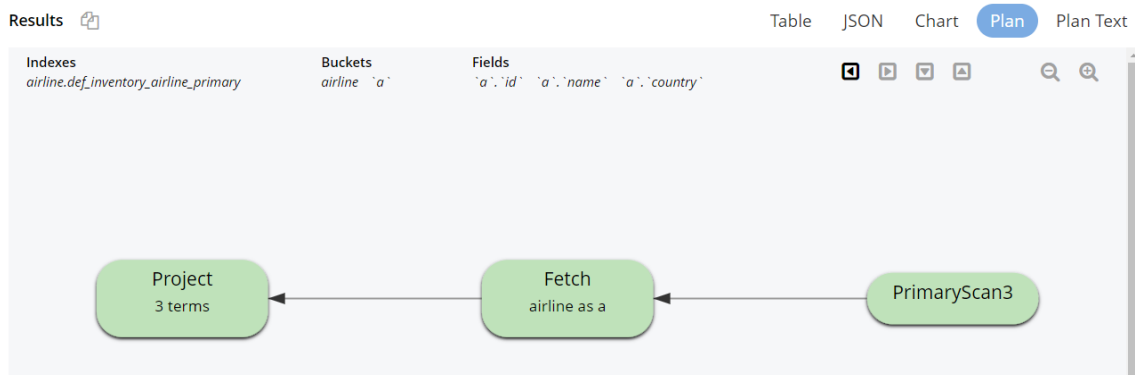 Results Table JSON Chart Plan Plan Text
Indexes Buckets Fields
airline.def_inventory_airline_primary airline `a` `a`.`id` `a`.`name` `a`.`country`
Project Fetch PrimaryScan3
3 terms airline as a